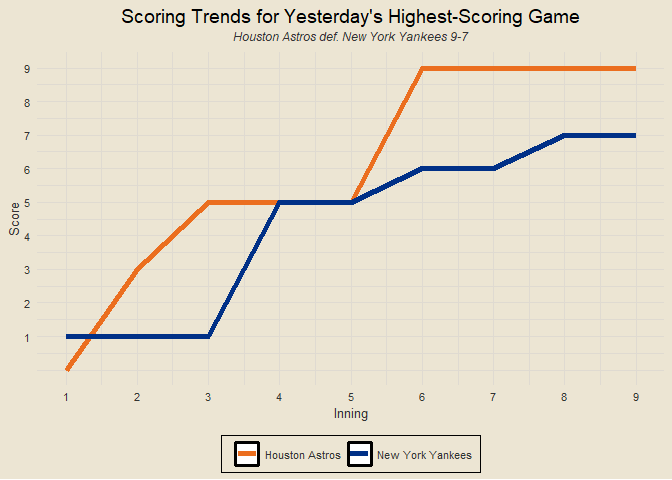 Scoring Trends for Yesterday's Highest-Scoring Game
Houston Astros def. New York Yankees 9-7
9
8
7
6
5
4
3
2
1
Score
1 2 3 4 5 6 7 8 9
Inning
Houston Astros New York Yankees